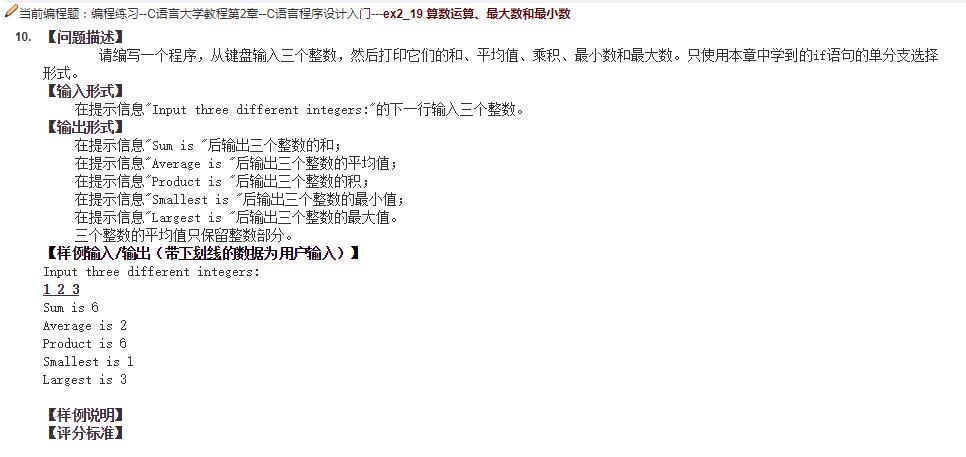 当前编程题：编程练习--C语言大学教程第2章--C语言程序设计入门---ex2_19 算数运算、最大数和最小数
10. 【问题描述】
请编写一个程序，从键盘输入三个整数，然后打印它们的和、平均值、乘积、最小数和最大数。只使用本章中学到的if语句的单分支选择
形式。
【输入形式】
在提示信息"Input three different integers:"的下一行输入三个整数。
【输出形式】
在提示信息"Sum is "后输出三个整数的和；
在提示信息"Average is "后输出三个整数的平均值；
在提示信息"Product is "后输出三个整数的积；
在提示信息"Smallest is "后输出三个整数的最小值；
在提示信息"Largest is "后输出三个整数的最大值。
三个整数的平均值只保留整数部分。
【样例输入/输出（带下划线的数据为用户输入）】
Input three different integers:
1 2 3
Sum is 6
Average is 2
Product is 6
Smallest is 1
Largest is 3
【样例说明】
【评分标准】